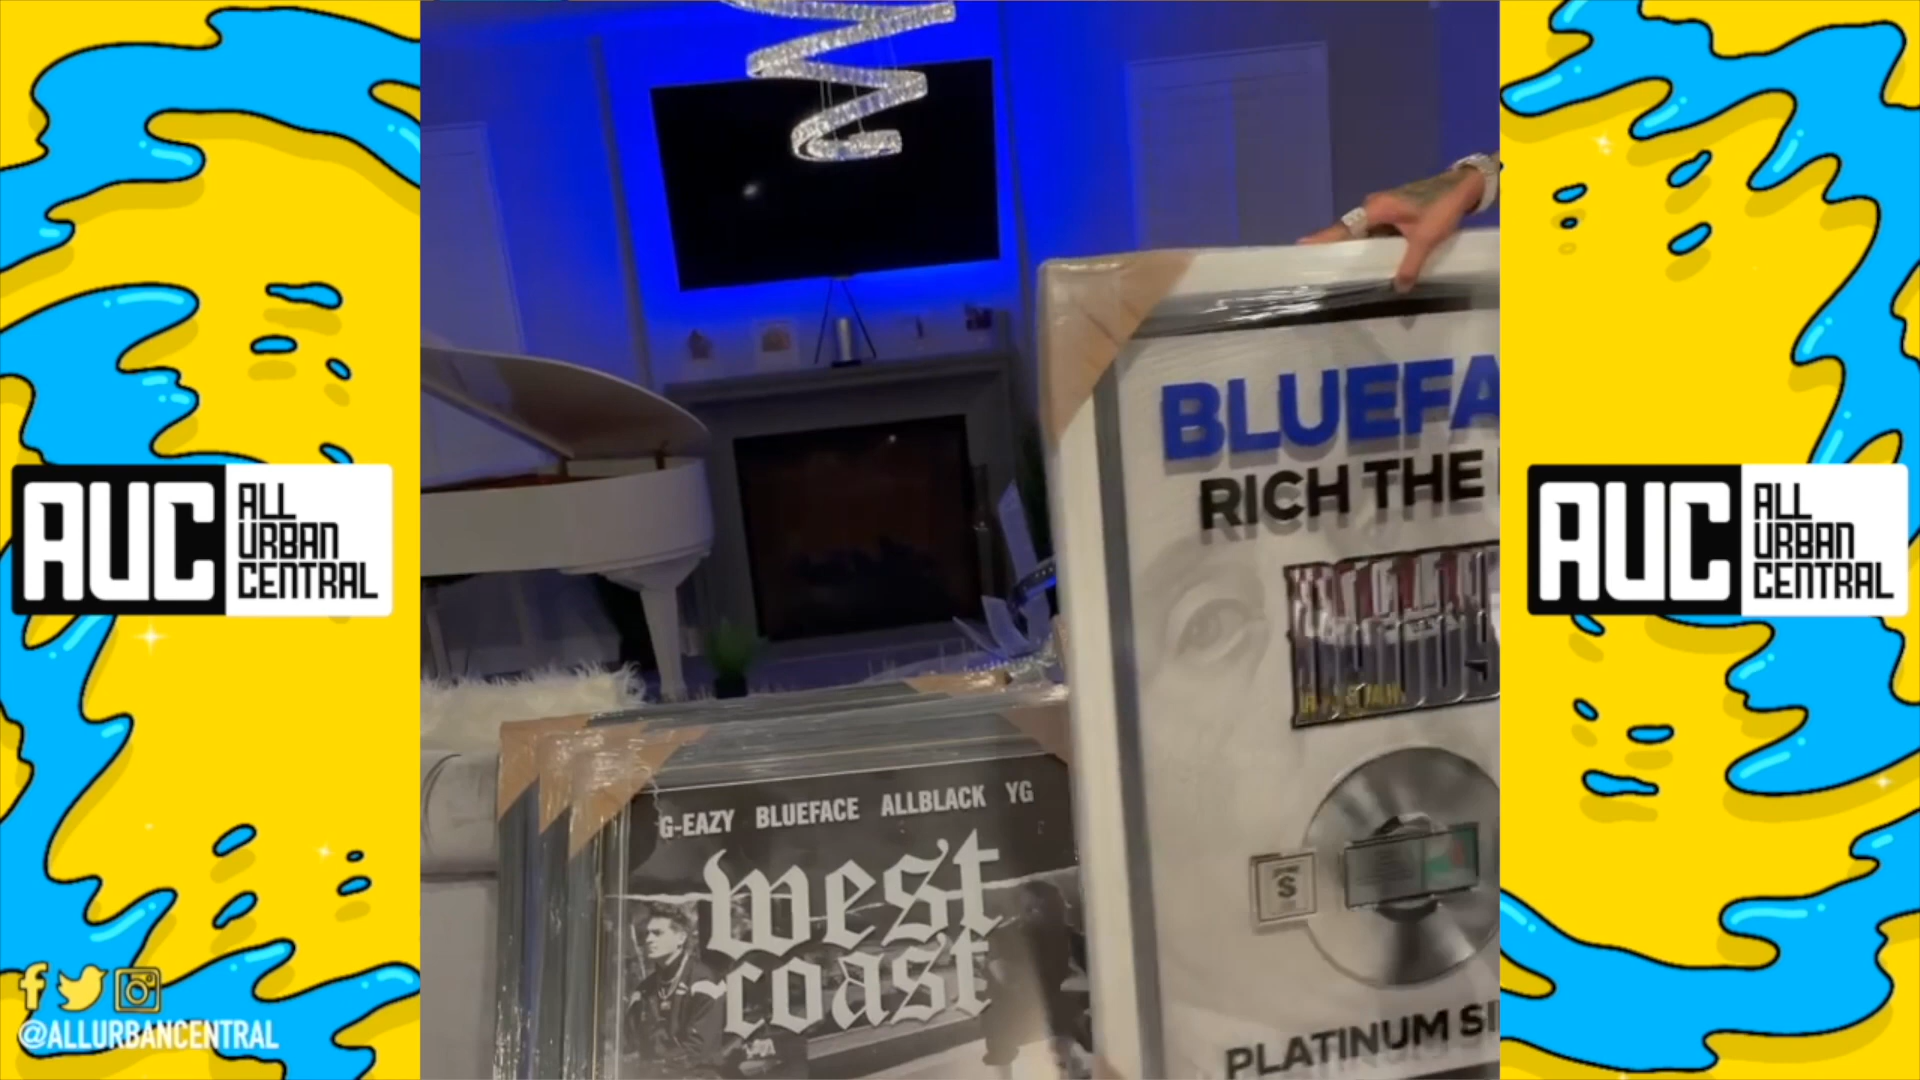 BLUEFA
RICH THE
G-EAZY BLUEFACE ALLBLACK YG
west
coast
S
PLATINUM SI
AUC
ALL
URBAN
CENTRAL
AUC
ALL
URBAN
CENTRAL
@ALLURBANCENTRAL